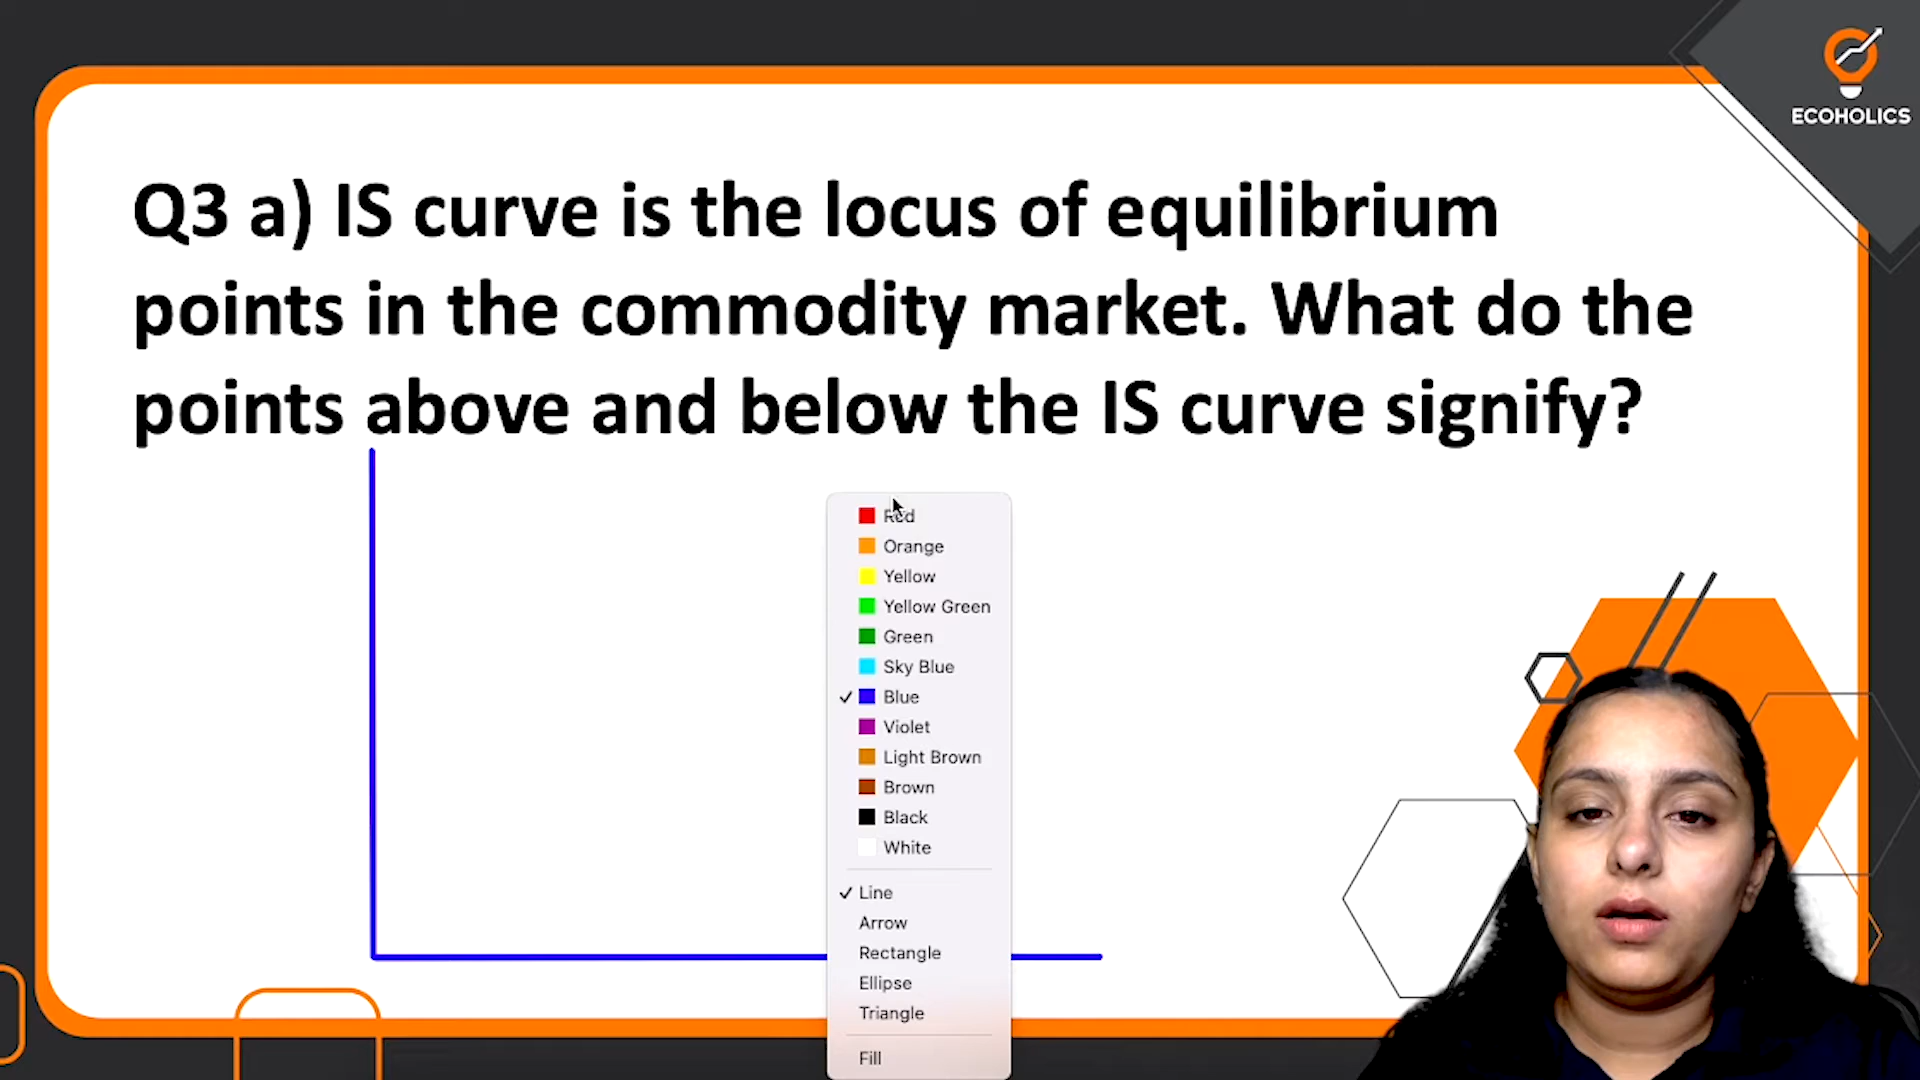 ECOHOLICS
Q3 a) IS curve is the locus of equilibrium
points in the commodity market. What do the
points above and below the IS curve signify?
Red
Orange
Yellow
Yellow Green
Green
Sky Blue
Blue
Violet
Light Brown
Brown
Black
White
Line
Arrow
Rectangle
Ellipse
Triangle
Fill